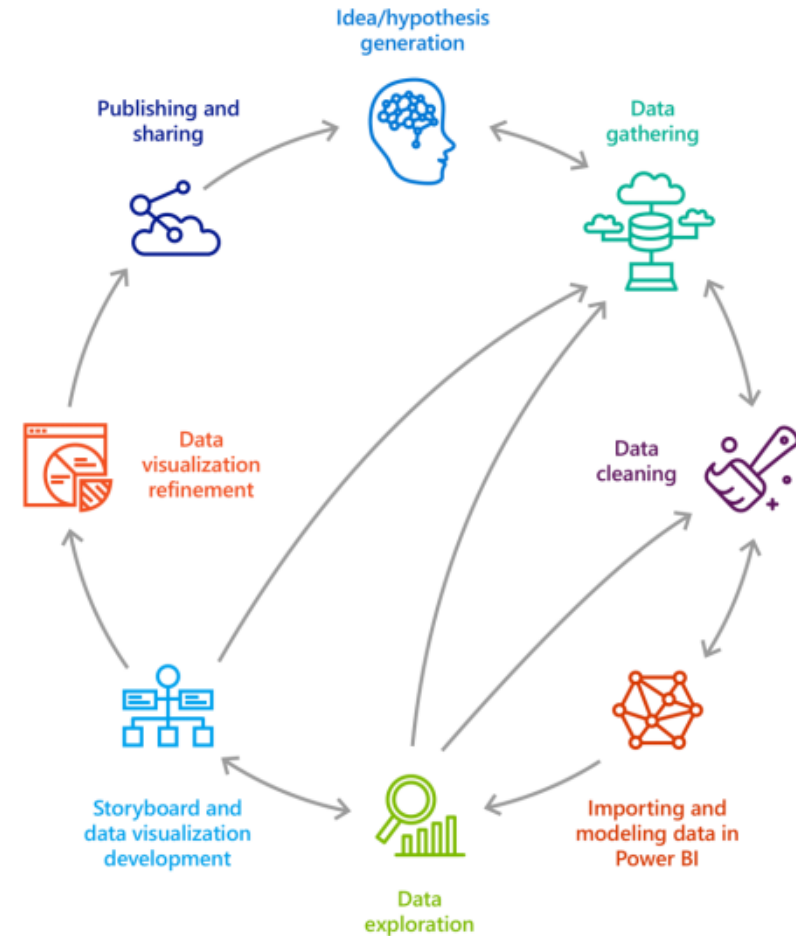 Idea/hypothesis
generation
Publishing and
sharing
Data
gathering
Data
visualization
refinement
Data
cleaning
Storyboard and
data visualization
development
Importing and
modeling data in
Power BI
Data
exploration